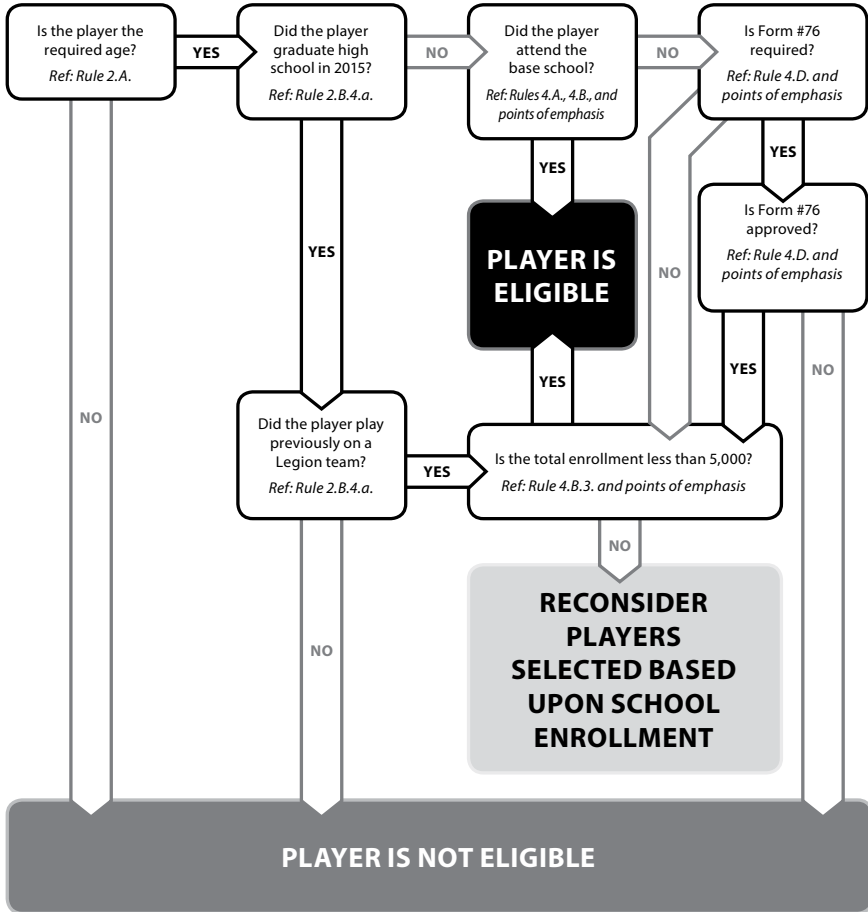 Is the player the
required age?
Ref: Rule 2.A.
YES
Did the player
graduate high
school in 2015?
Ref: Rule 2.B.4.a.
NO
Did the player
attend the
base school?
Ref: Rules 4.A., 4.B., and
points of emphasis
NO
Is Form #76
required?
Ref: Rule 4.D. and
points of emphasis
YES
YES
Is Form #76
approved?
Ref: Rule 4.D. and
points of emphasis
YES
PLAYER IS
ELIGIBLE
NO
YES
YES
NO
NO
Did the player play
previously on a
Legion team?
Ref: Rule 2.B.4.a.
YES
Is the total enrollment less than 5,000?
Ref: Rule 4.B.3. and points of emphasis
NO
RECONSIDER
PLAYERS
SELECTED BASED
UPON SCHOOL
ENROLLMENT
NO
PLAYER IS NOT ELIGIBLE